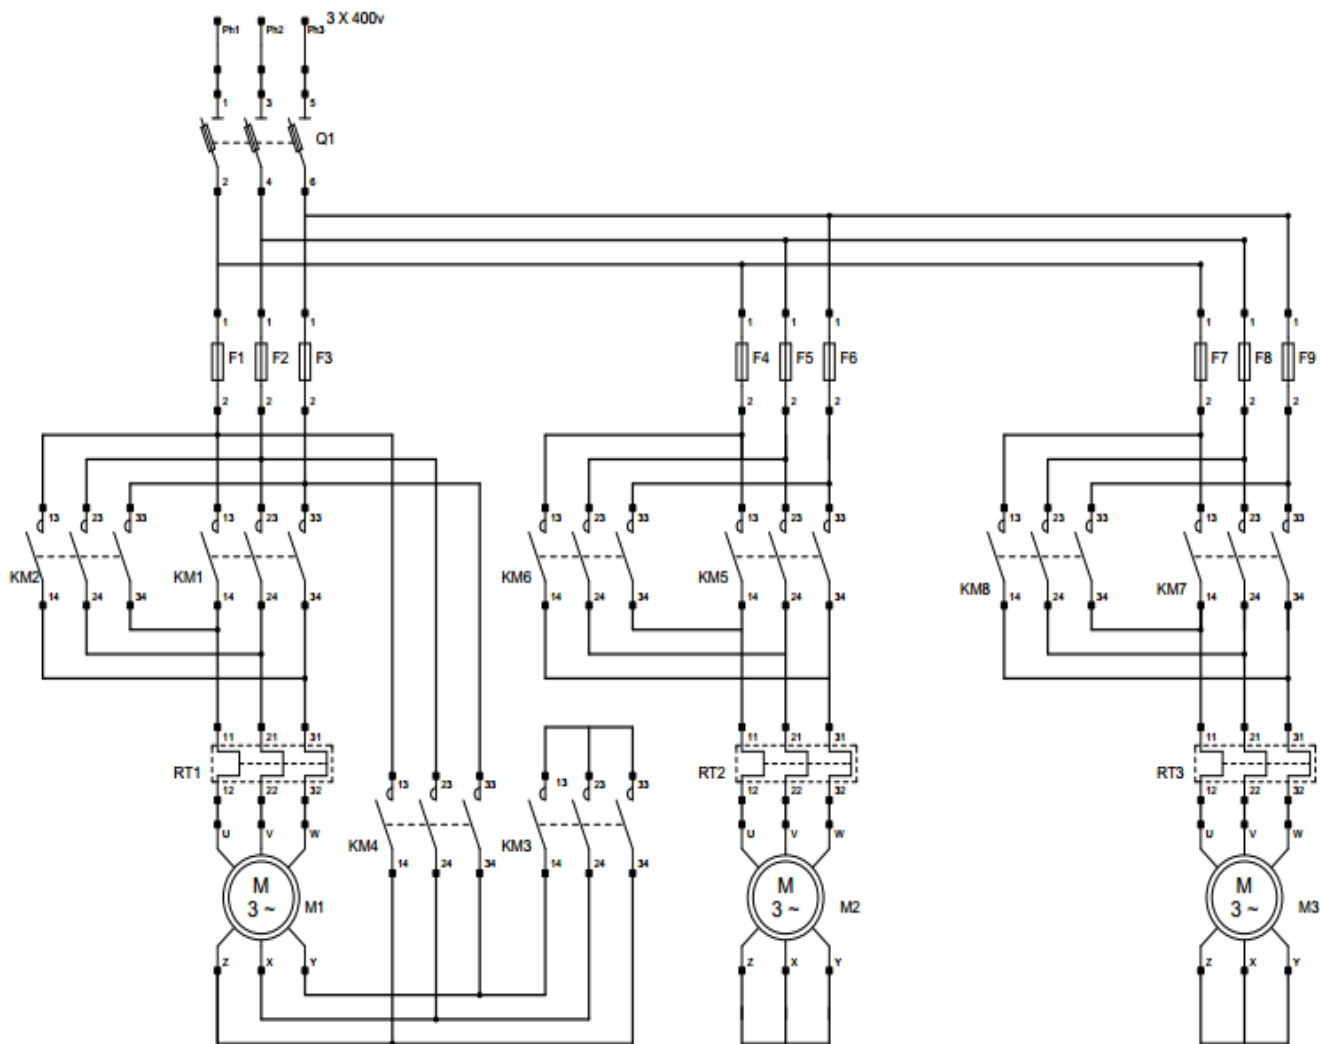 3 X 400v
Ph1 Ph2 Ph3
1 3 5
Q1
2 4 6
1 1 1 1 1 1 1 1 1
F1 F2 F3 F4 F5 F6 F7 F8 F9
2 2 2 2 2 2 2 2 2
13 23 33 13 23 33 13 23 33 13 23 33 13 23 33 13 23 33
KM2 KM1 KM6 KM5 KM8 KM7
14 24 34 14 24 34 14 24 34 14 24 34 14 24 34 14 24 34
11 21 31 11 21 31 11 21 31
RT1 RT2 RT3
12 22 32 12 22 32 12 22 32
13 23 33 13 23 33
U V W U V W U V W
KM4 KM3
14 24 34 14 24 34
M M M
3 ~ M1 3 ~ M2 3 ~ M3
Z X Y Z X Y Z X Y